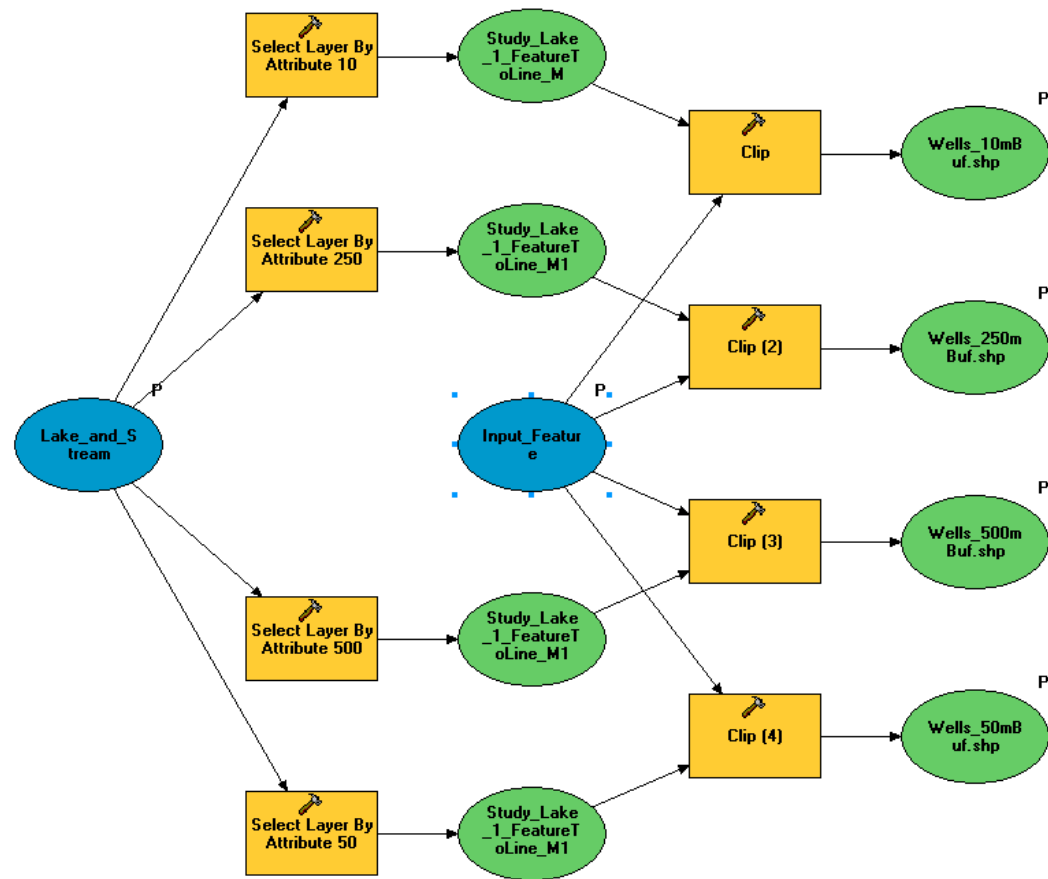 Select Layer By
Attribute 10
Study_Lake
_1_FeatureT
oLine_M
P
Clip
Wells_10mB
uf.shp
Select Layer By
Attribute 250
Study_Lake
_1_FeatureT
oLine_M1
P
Clip (2)
Wells_250m
Buf.shp
P
Lake_and_S
tream
P
Input_Featur
e
P
Clip (3)
Wells_500m
Buf.shp
Select Layer By
Attribute 500
Study_Lake
_1_FeatureT
oLine_M1
P
Clip (4)
Wells_50mB
uf.shp
Select Layer By
Attribute 50
Study_Lake
_1_FeatureT
oLine_M1